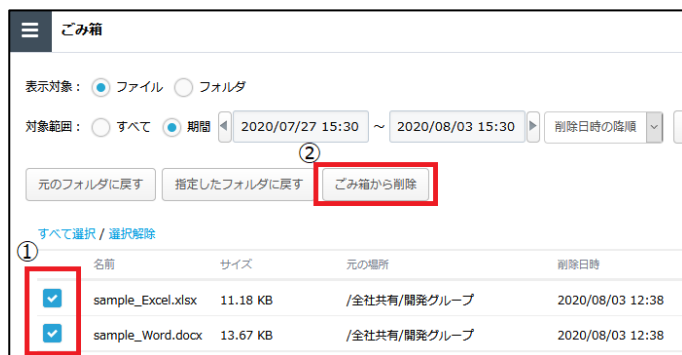 ごみ箱
表示対象： ファイル フォルダ
対象範囲： すべて 期間 2020/07/27 15:30 ～ 2020/08/03 15:30 削除日時の降順
②
元のフォルダに戻す 指定したフォルダに戻す ごみ箱から削除
すべて選択 / 選択解除
①
名前 サイズ 元の場所 削除日時
sample_Excel.xlsx 11.18 KB /全社共有/開発グループ 2020/08/03 12:38
sample_Word.docx 13.67 KB /全社共有/開発グループ 2020/08/03 12:38